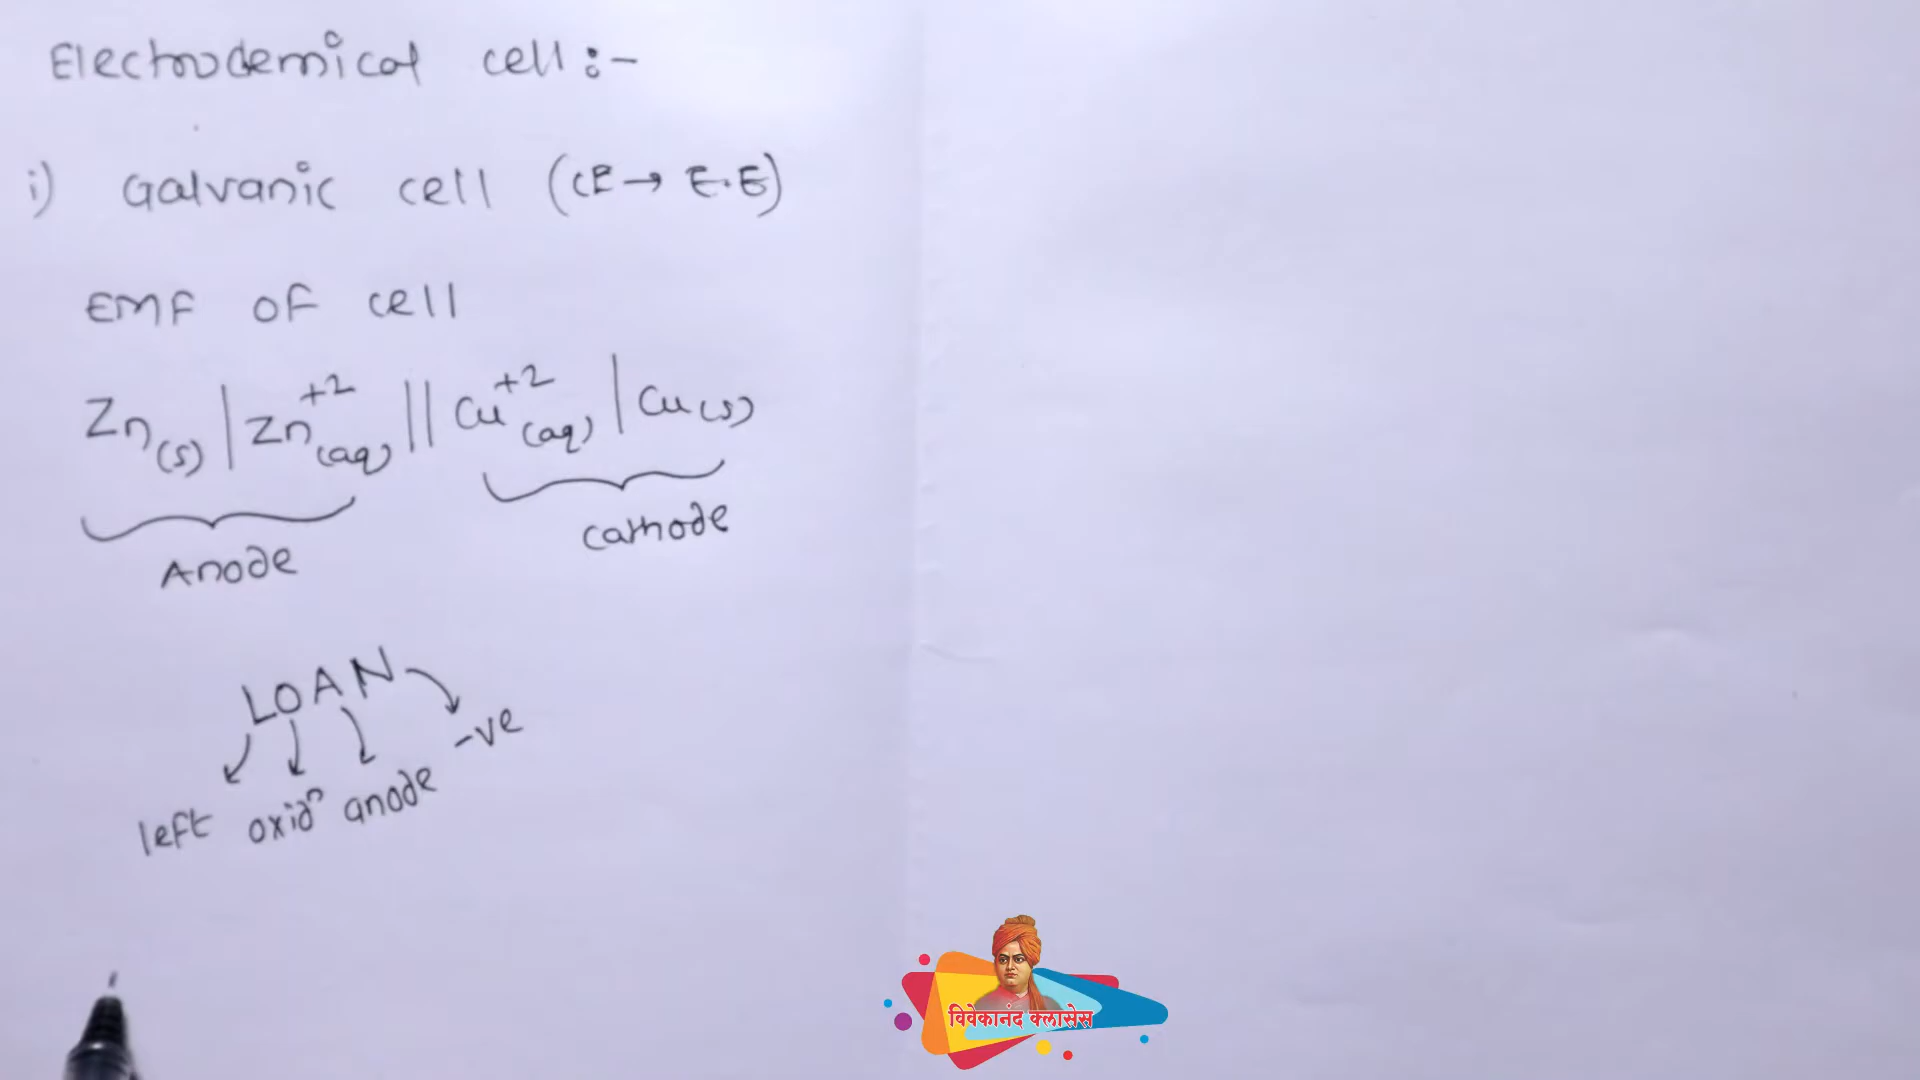 Electrochemical cell :-
i) Galvanic cell (CE → E.E)
EMF OF cell
Zn(s) | Zn+2(aq) || Cu+2(aq) | Cu(s)
Anode
Cathode
LOAN
left oxidn anode -ve
विवेकानंद क्लासेस